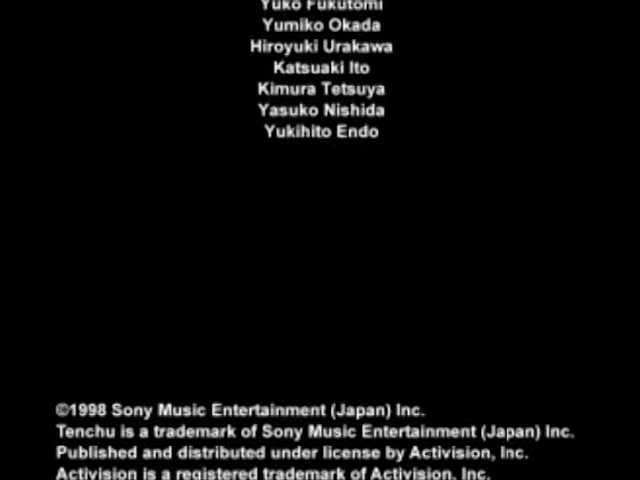 Yuko Fukutomi
Yumiko Okada
Hiroyuki Urakawa
Katsuaki Ito
Kimura Tetsuya
Yasuko Nishida
Yukihito Endo
©1998 Sony Music Entertainment (Japan) Inc.
Tenchu is a trademark of Sony Music Entertainment (Japan) Inc.
Published and distributed under license by Activision, Inc.
Activision is a registered trademark of Activision, Inc.